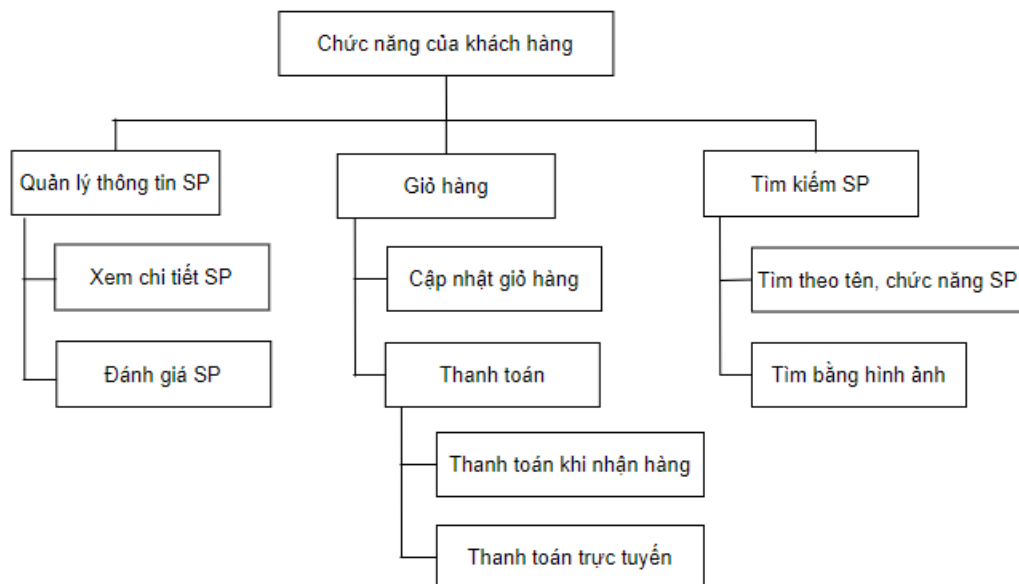 Chức năng của khách hàng
Quản lý thông tin SP
Giỏ hàng
Tìm kiếm SP
Xem chi tiết SP
Cập nhật giỏ hàng
Tìm theo tên, chức năng SP
Đánh giá SP
Thanh toán
Tìm bằng hình ảnh
Thanh toán khi nhận hàng
Thanh toán trực tuyến